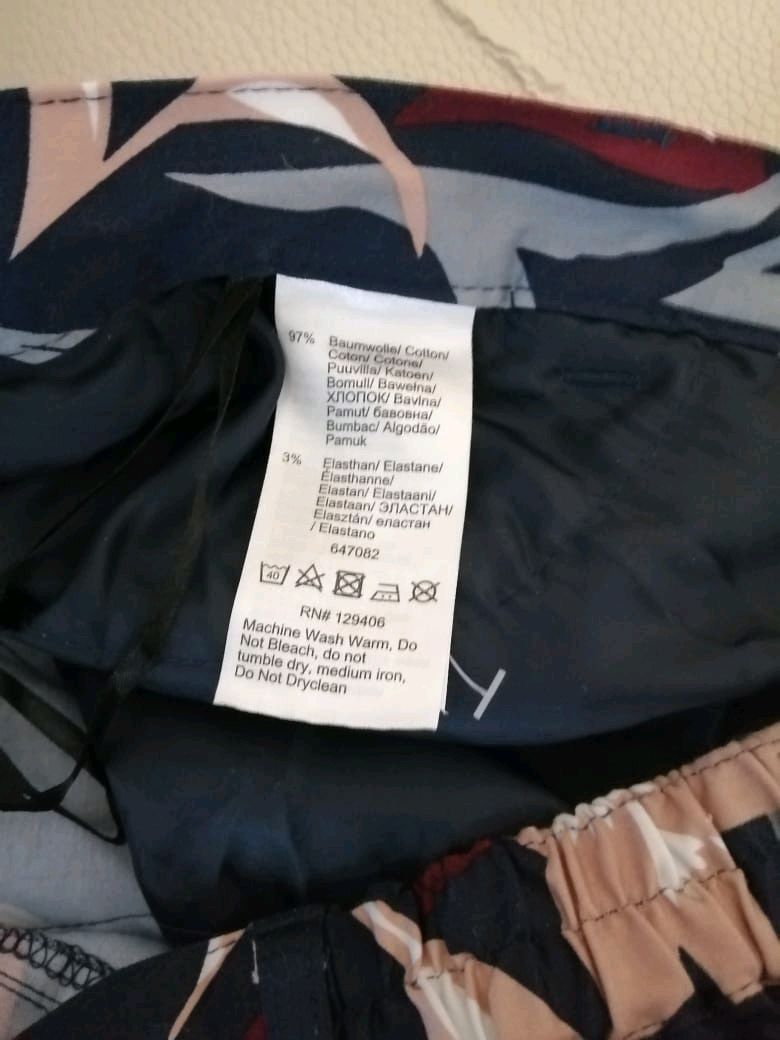 97% Baumwolle/ Cotton/
Coton/ Cotone/
Puuvilla/ Katoen/
Bomull/ Bawełna/
ХЛОПОК/ Bavlna/
Pamut/ бавовна/
Bumbac/ Algodão/
Pamuk
3% Elasthan/ Elastane/
Élasthanne/
Elastan/ Elastaani/
Elastaan/ ЭЛАСТАН/
Elasztán/ еластан
/ Elastano
647082
40
RN# 129406
Machine Wash Warm, Do
Not Bleach, do not
tumble dry, medium iron,
Do Not Dryclean